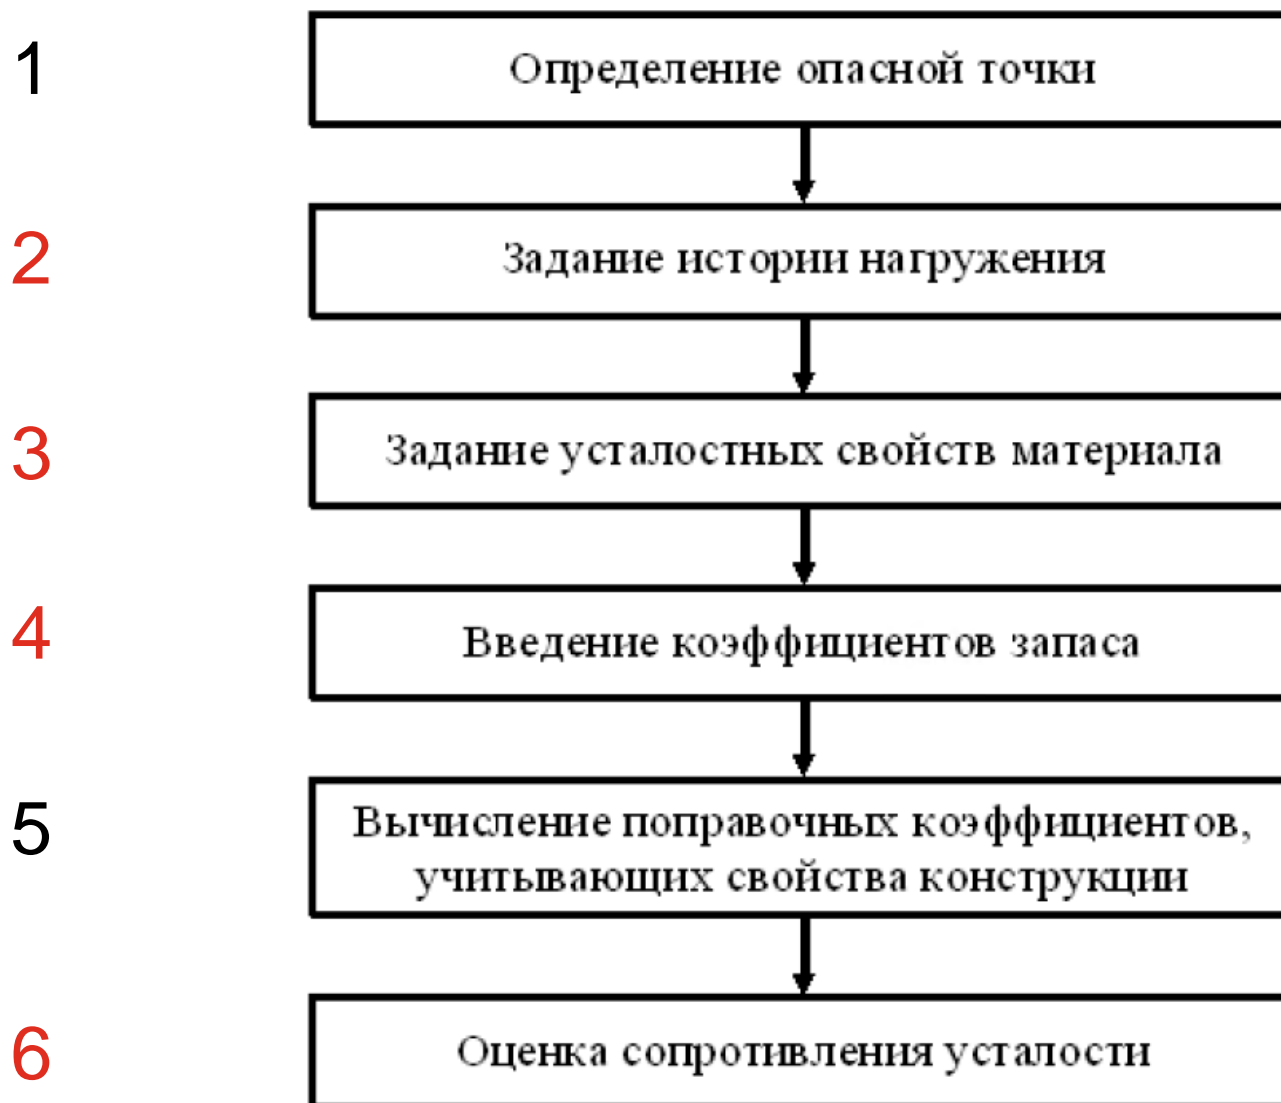 1
Определение опасной точки
2
Задание истории нагружения
3
Задание усталостных свойств материала
4
Введение коэффициентов запаса
5
Вычисление поправочных коэффициентов,
учитывающих свойства конструкции
6
Оценка сопротивления усталости